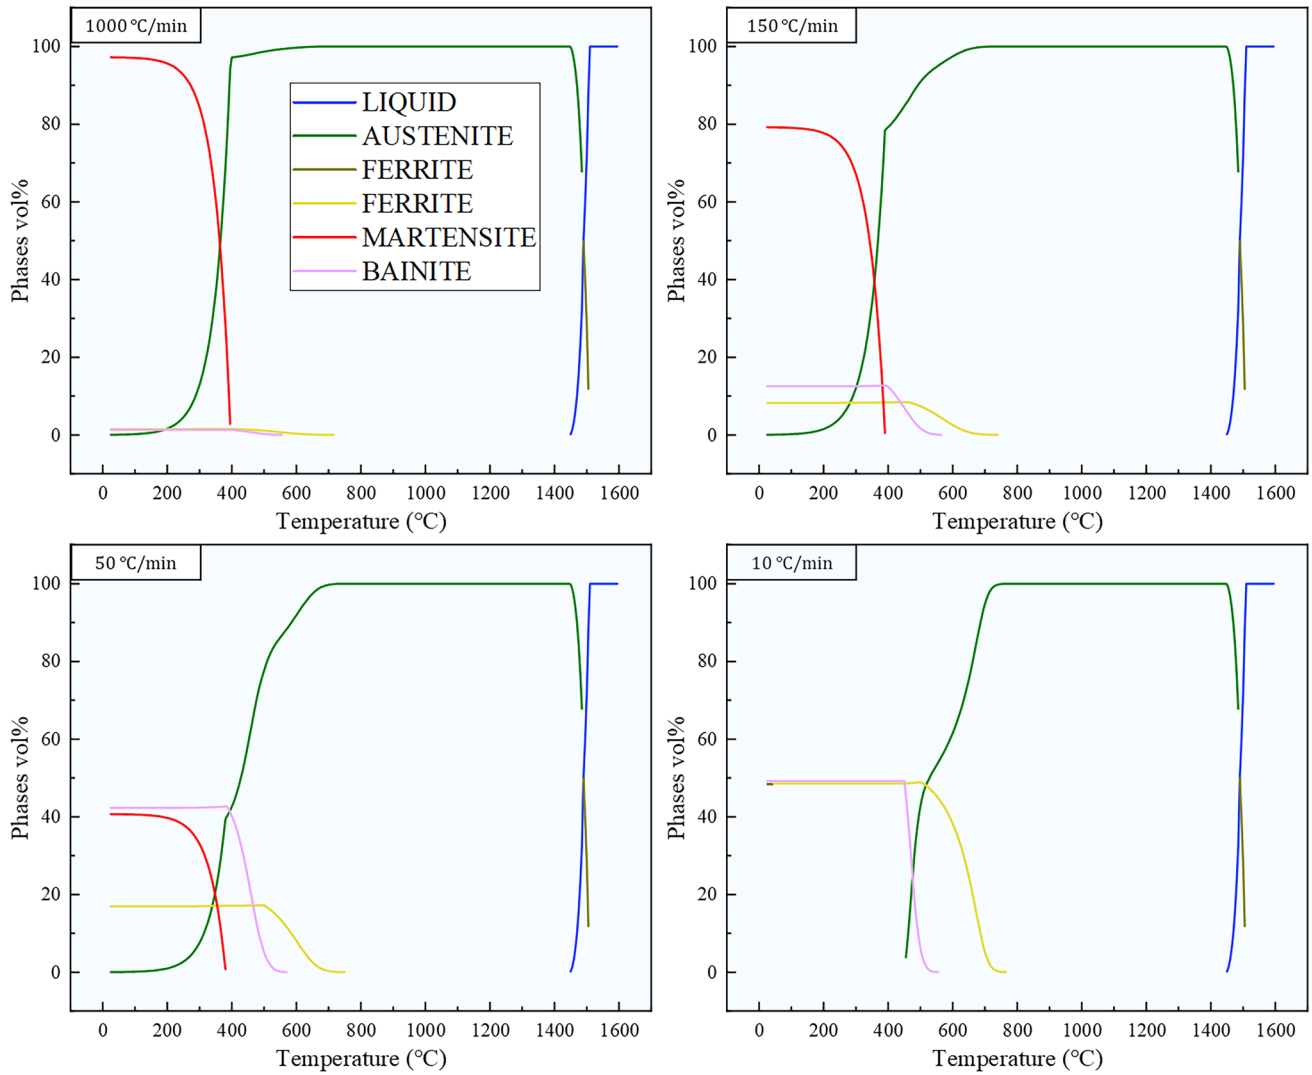 1000 ℃/min
100
80
60
40
20
0
Phases vol%
LIQUID
AUSTENITE
FERRITE
FERRITE
MARTENSITE
BAINITE
0 200 400 600 800 1000 1200 1400 1600
Temperature (℃)
150 ℃/min
100
80
60
40
20
0
Phases vol%
0 200 400 600 800 1000 1200 1400 1600
Temperature (℃)
50 ℃/min
100
80
60
40
20
0
Phases vol%
0 200 400 600 800 1000 1200 1400 1600
Temperature (℃)
10 ℃/min
100
80
60
40
20
0
Phases vol%
0 200 400 600 800 1000 1200 1400 1600
Temperature (℃)